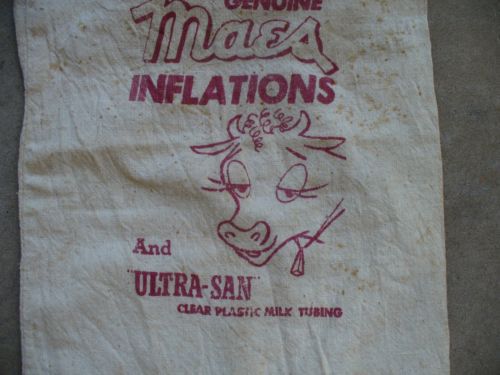 GENUINE
Maes
INFLATIONS
And
"ULTRA-SAN"
CLEAR PLASTIC MILK TUBING